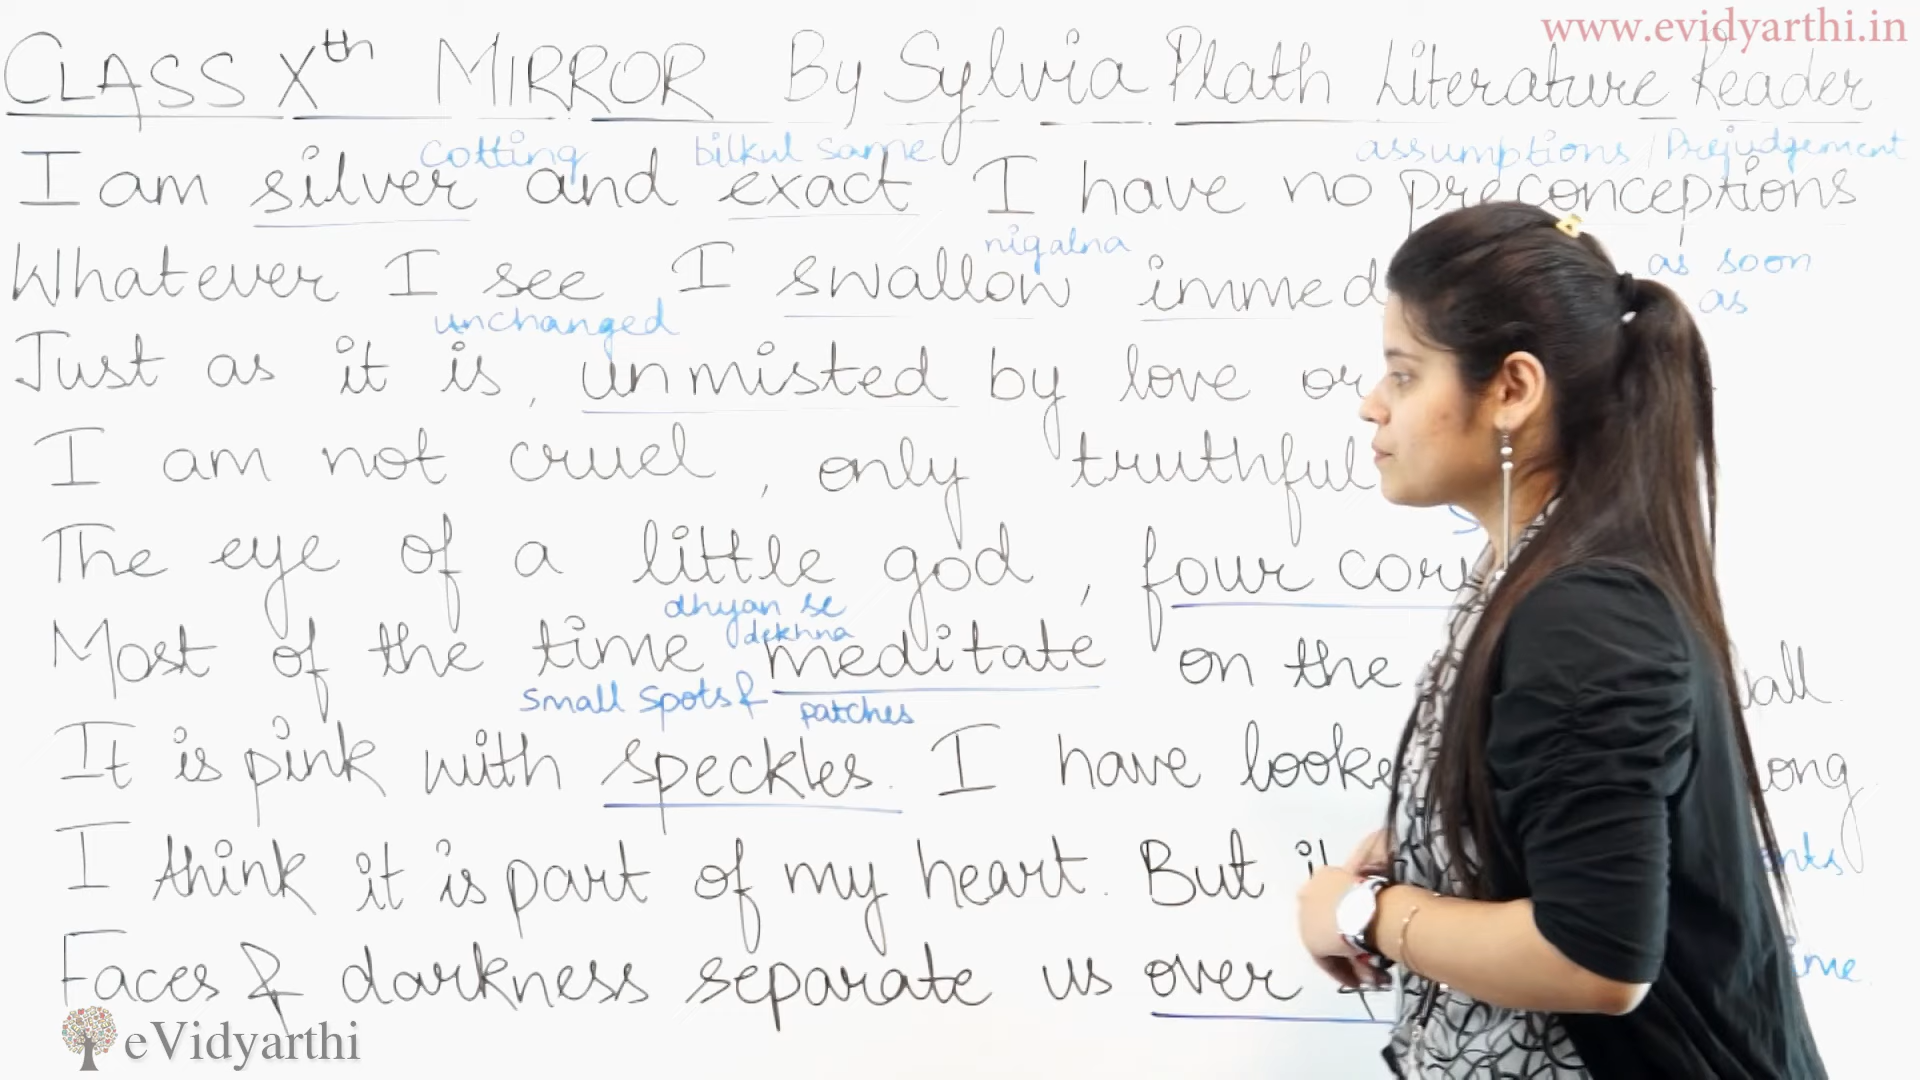 www.evidyarthi.in
CLASS Xth MIRROR By Sylvia Plath Literature Reader
cotting bilkul same assumptions / Prejudgement
I am silver and exact I have no preconceptions
nigalna as soon as
Whatever I see I swallow immed
unchanged
Just as it is, unmisted by love or
I am not cruel, only truthful
The eye of a little god, four cor
dhyan se dekhna
Most of the time meditate on the all.
small spots & patches
It is pink with speckles. I have looke ong
I think it is part of my heart. But i
Faces & darkness separate us over
eVidyarthi